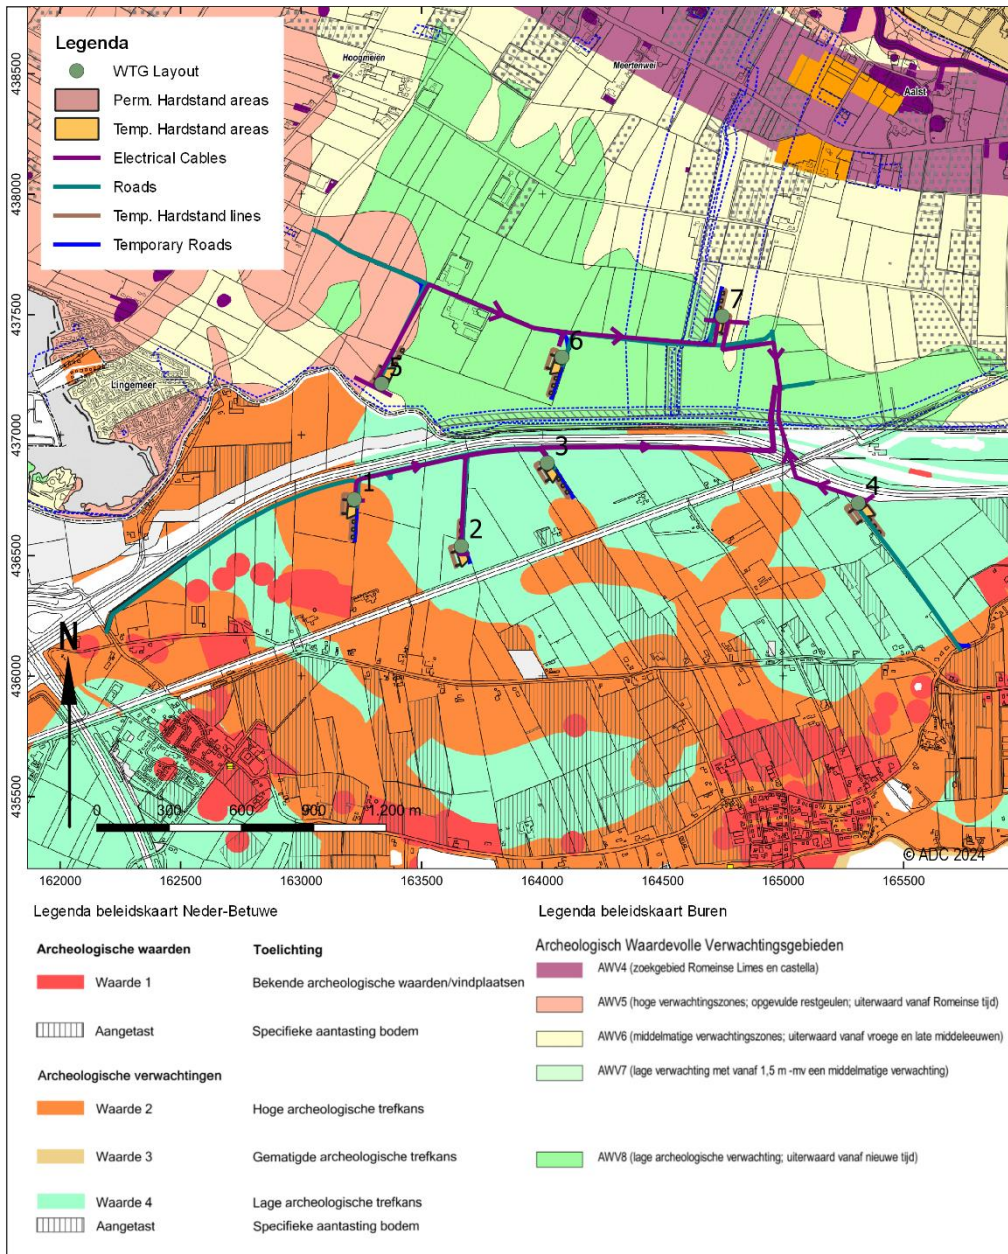 Legenda
WTG Layout
Perm. Hardstand areas
Temp. Hardstand areas
Electrical Cables
Roads
Temp. Hardstand lines
Temporary Roads
Hoogmeien
Meertenwei
Aalst
Lingemeer
1
2
3
4
5
6
7
N
0 300 600 900 1.200 m
© ADC 2024
438500
438000
437500
437000
436500
436000
435500
162000 162500 163000 163500 164000 164500 165000 165500
Legenda beleidskaart Neder-Betuwe
Archeologische waarden Toelichting
Waarde 1 Bekende archeologische waarden/vindplaatsen
Aangetast Specifieke aantasting bodem
Archeologische verwachtingen
Waarde 2 Hoge archeologische trefkans
Waarde 3 Gematigde archeologische trefkans
Waarde 4 Lage archeologische trefkans
Aangetast Specifieke aantasting bodem
Legenda beleidskaart Buren
Archeologisch Waardevolle Verwachtingsgebieden
AWV4 (zoekgebied Romeinse Limes en castella)
AWV5 (hoge verwachtingszones; opgevulde restgeulen; uiterwaard vanaf Romeinse tijd)
AWV6 (middelmatige verwachtingszones; uiterwaard vanaf vroege en late middeleeuwen)
AWV7 (lage verwachting met vanaf 1,5 m -mv een middelmatige verwachting)
AWV8 (lage archeologische verwachting; uiterwaard vanaf nieuwe tijd)